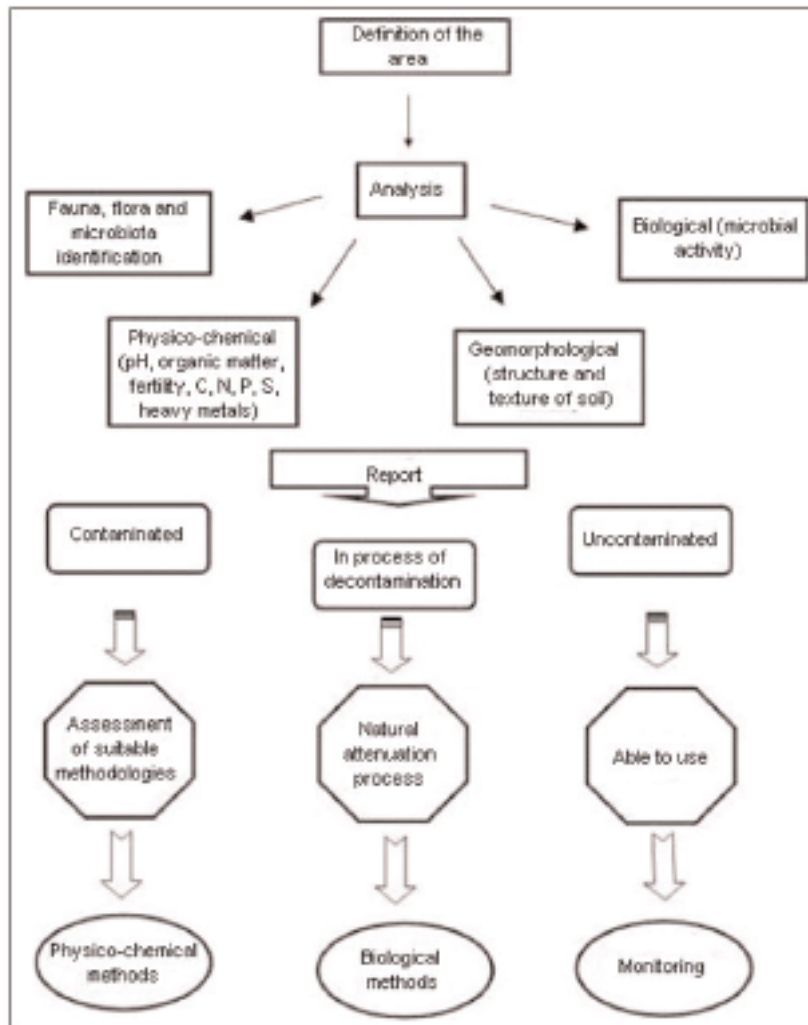 Definition of the
area
Analysis
Fauna, flora and
microbiota
identification
Biological (microbial
activity)
Physico-chemical
(pH, organic matter,
fertility, C, N, P, S,
heavy metals)
Geomorphological
(structure and
texture of soil)
Report
Contaminated
In process of
decontamination
Uncontaminated
Assessment
of suitable
methodologies
Natural
attenuation
process
Able to use
Physico-chemical
methods
Biological
methods
Monitoring